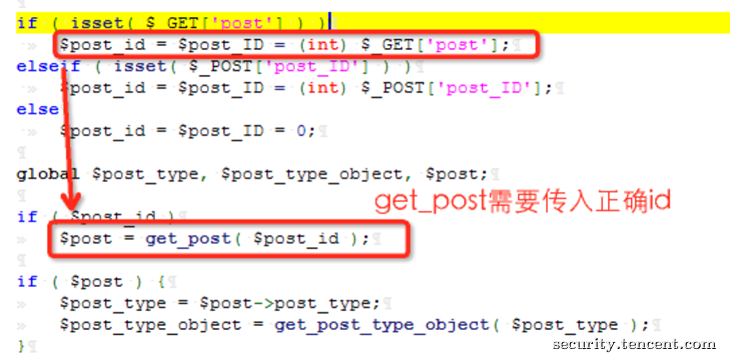 if ( isset( $_GET['post'] ) )
» $post_id = $post_ID = (int) $_GET['post'];¶
elseif ( isset( $_POST['post_ID'] ) )
» $post_id = $post_ID = (int) $_POST['post_ID'];¶
else
» $post_id = $post_ID = 0;¶
¶
global $post_type, $post_type_object, $post;¶
¶
get_post需要传入正确id
if ( $post_id )
» $post = get_post( $post_id );¶
¶
if ( $post ) {¶
» $post_type = $post->post_type;¶
» $post_type_object = get_post_type_object( $post_type );¶
}¶
security.tencent.com